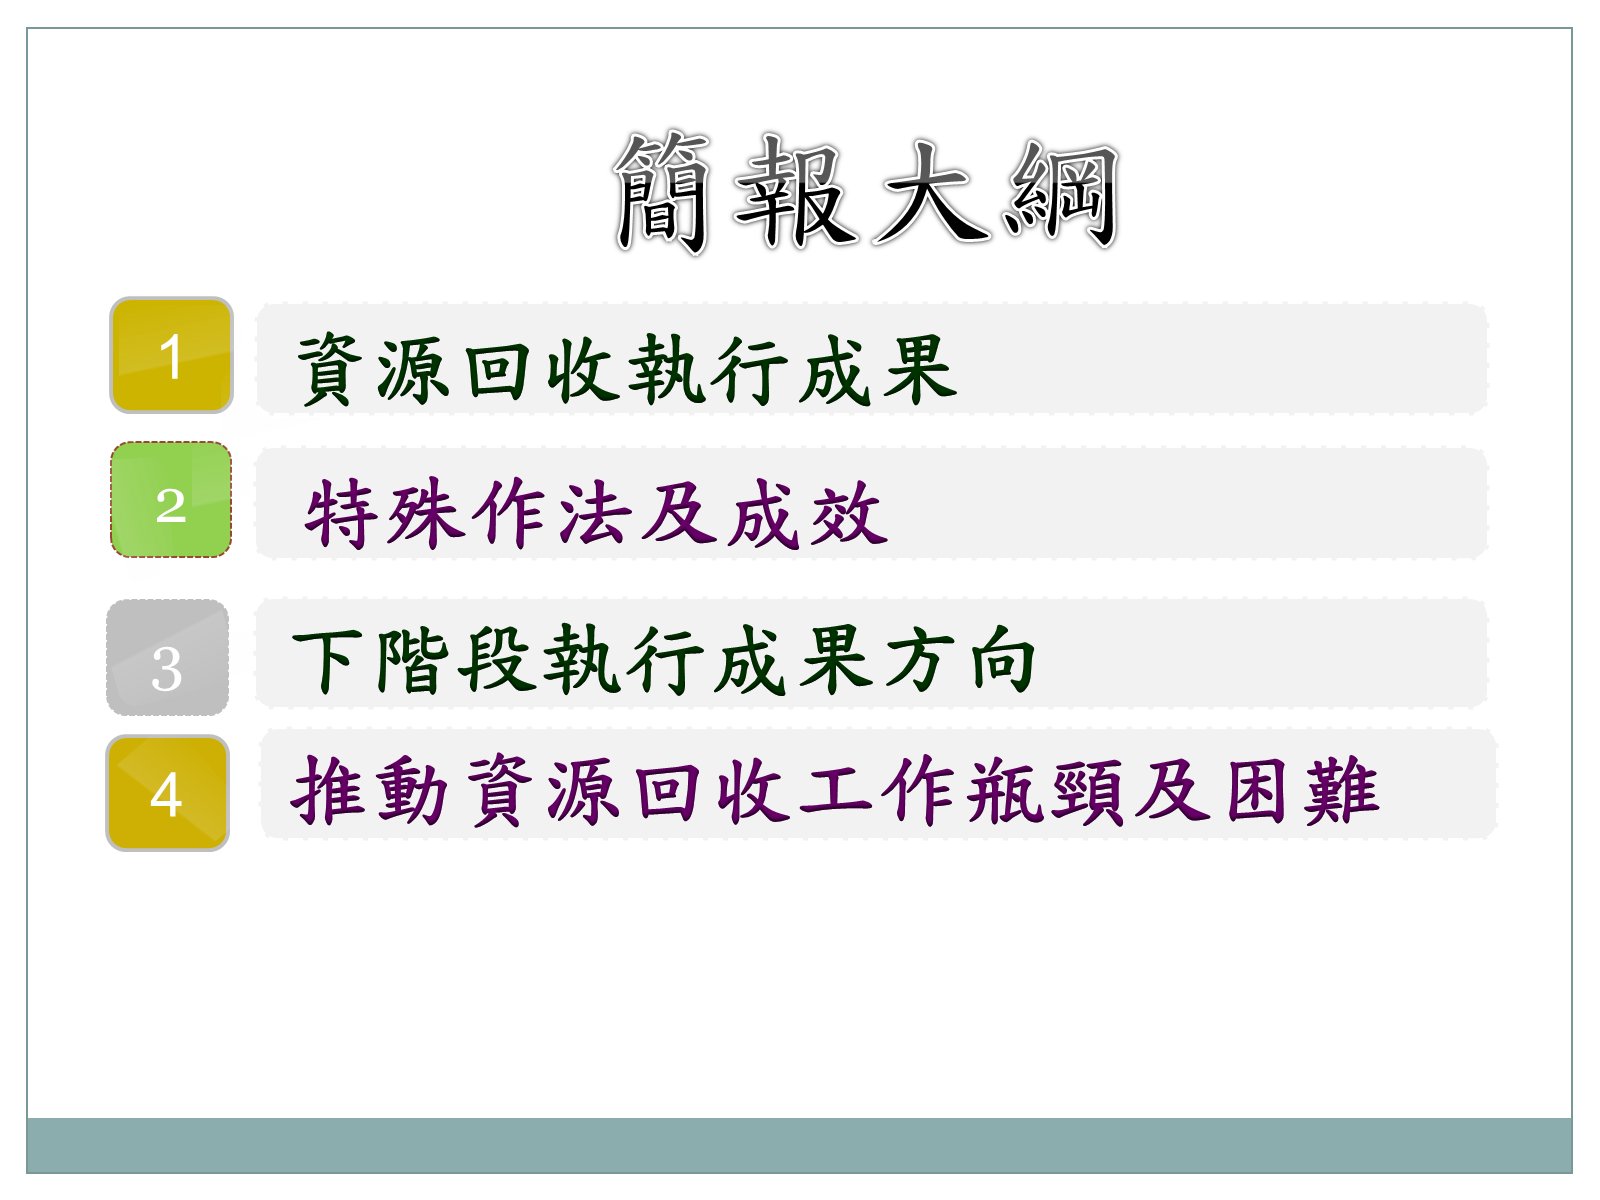 簡報大綱
1 資源回收執行成果
2 特殊作法及成效
3 下階段執行成果方向
4 推動資源回收工作瓶頸及困難